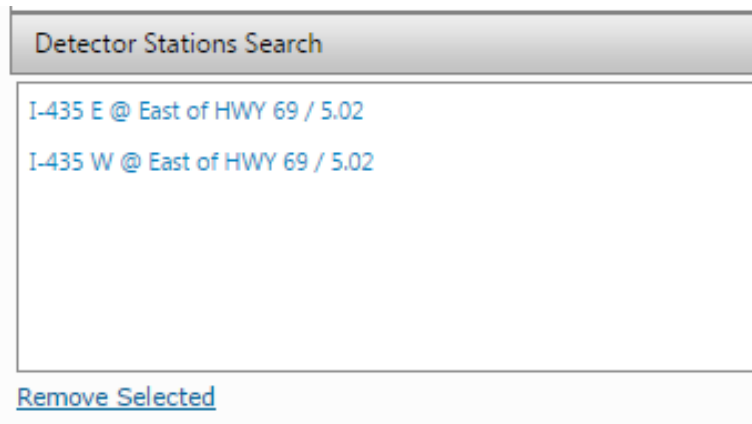 Detector Stations Search
I-435 E @ East of HWY 69 / 5.02
I-435 W @ East of HWY 69 / 5.02
Remove Selected